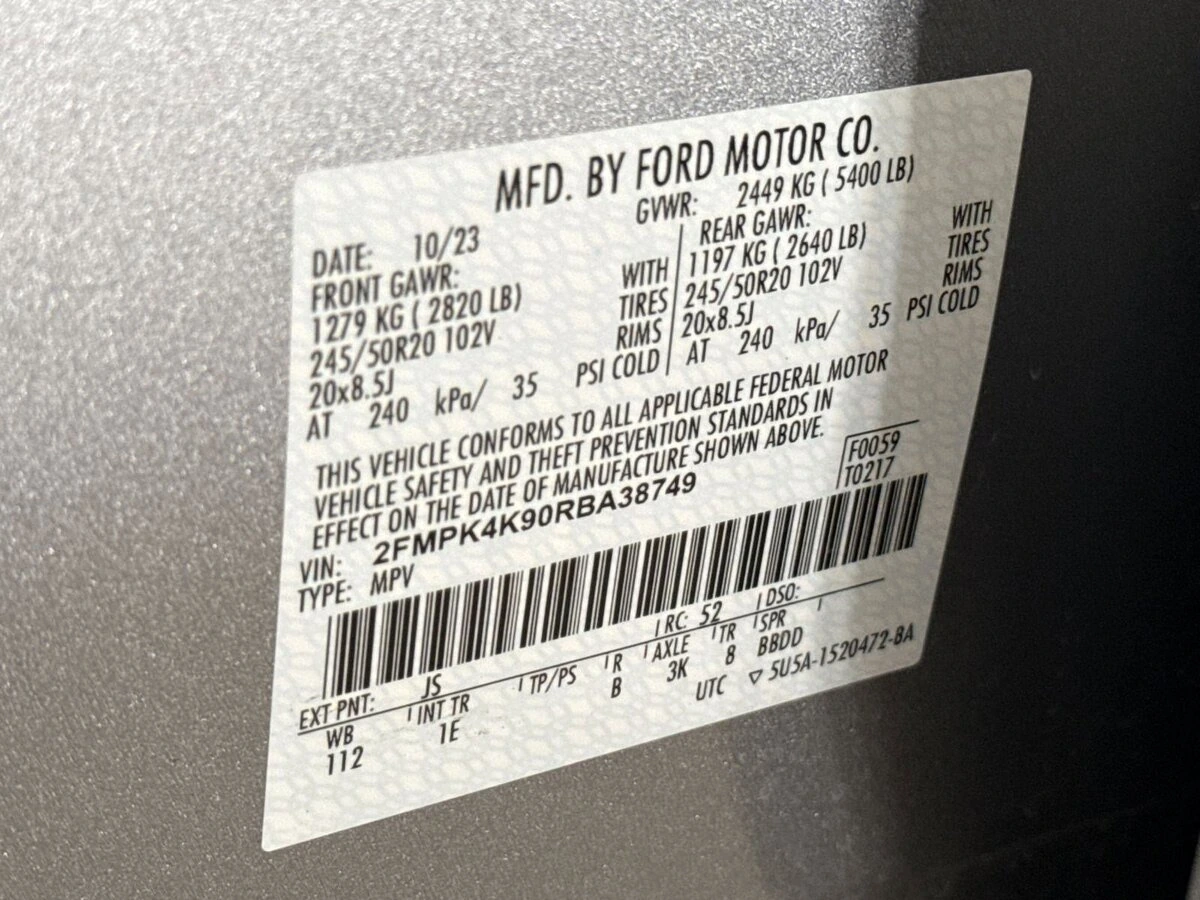 MFD. BY FORD MOTOR CO.
DATE: 10/23 GVWR: 2449 KG ( 5400 LB)
FRONT GAWR: REAR GAWR:
1279 KG ( 2820 LB) WITH 1197 KG ( 2640 LB) WITH
245/50R20 102V TIRES 245/50R20 102V TIRES
20x8.5J RIMS 20x8.5J RIMS
AT 240 kPa/ 35 PSI COLD AT 240 kPa/ 35 PSI COLD
THIS VEHICLE CONFORMS TO ALL APPLICABLE FEDERAL MOTOR
VEHICLE SAFETY AND THEFT PREVENTION STANDARDS IN
EFFECT ON THE DATE OF MANUFACTURE SHOWN ABOVE.
F0059
T0217
VIN: 2FMPK4K90RBA38749
TYPE: MPV
EXT PNT: JS RC: 52 DSO:
WB INT TR TP/PS R AXLE TR SPR
112 1E B 3K 8 BBDD
UTC ▽ 5U5A-1520472-BA